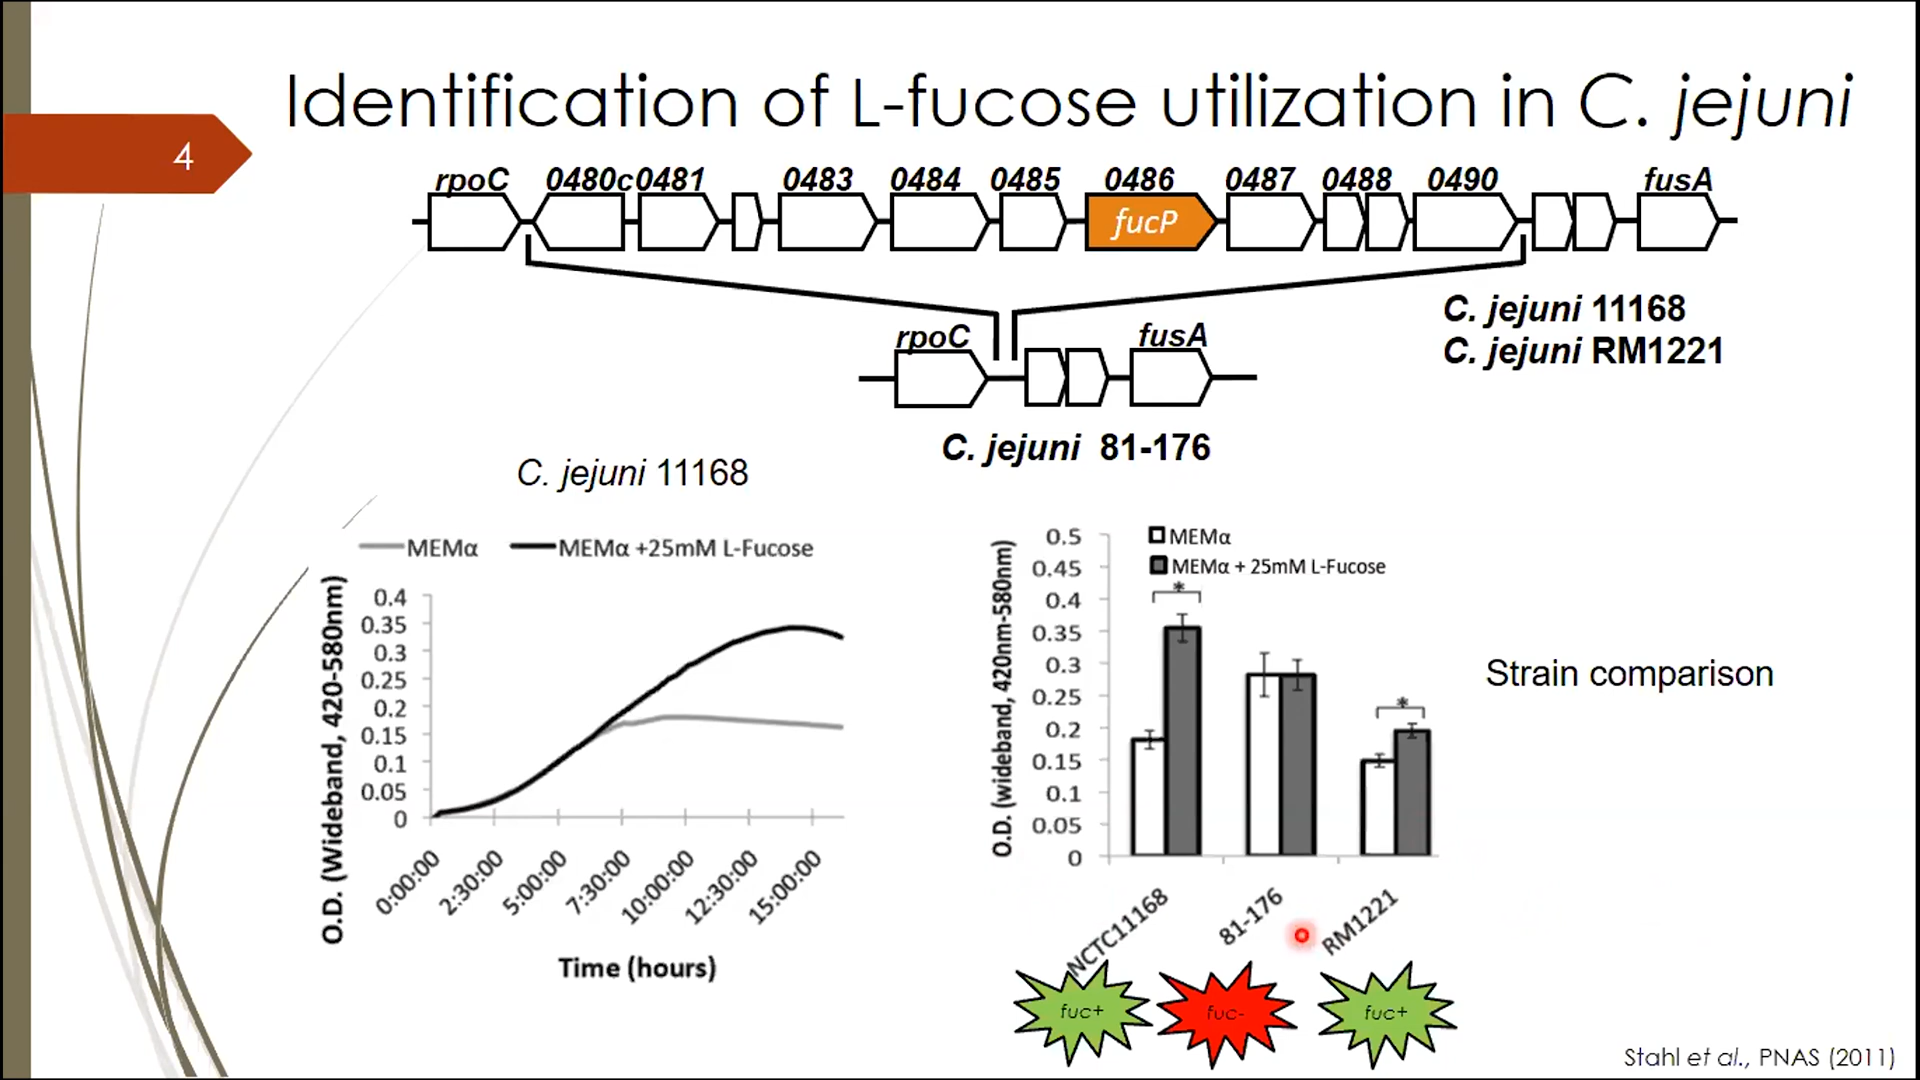 Identification of L-fucose utilization in C. jejuni
4
rpoC 0480c 0481 0483 0484 0485 0486 0487 0488 0490 fusA
fucP
C. jejuni 11168
C. jejuni RM1221
rpoC fusA
C. jejuni 81-176
C. jejuni 11168
MEMα MEMα +25mM L-Fucose
O.D. (Wideband, 420-580nm)
0.4
0.35
0.3
0.25
0.2
0.15
0.1
0.05
0
0:00:00 2:30:00 5:00:00 7:30:00 10:00:00 12:30:00 15:00:00
Time (hours)
MEMα
MEMα + 25mM L-Fucose
O.D. (wideband, 420nm-580nm)
0.5
0.45
0.4
0.35
0.3
0.25
0.2
0.15
0.1
0.05
0
*
*
NCTC11168 81-176 RM1221
fuc+ fuc- fuc+
Strain comparison
Stahl et al., PNAS (2011)